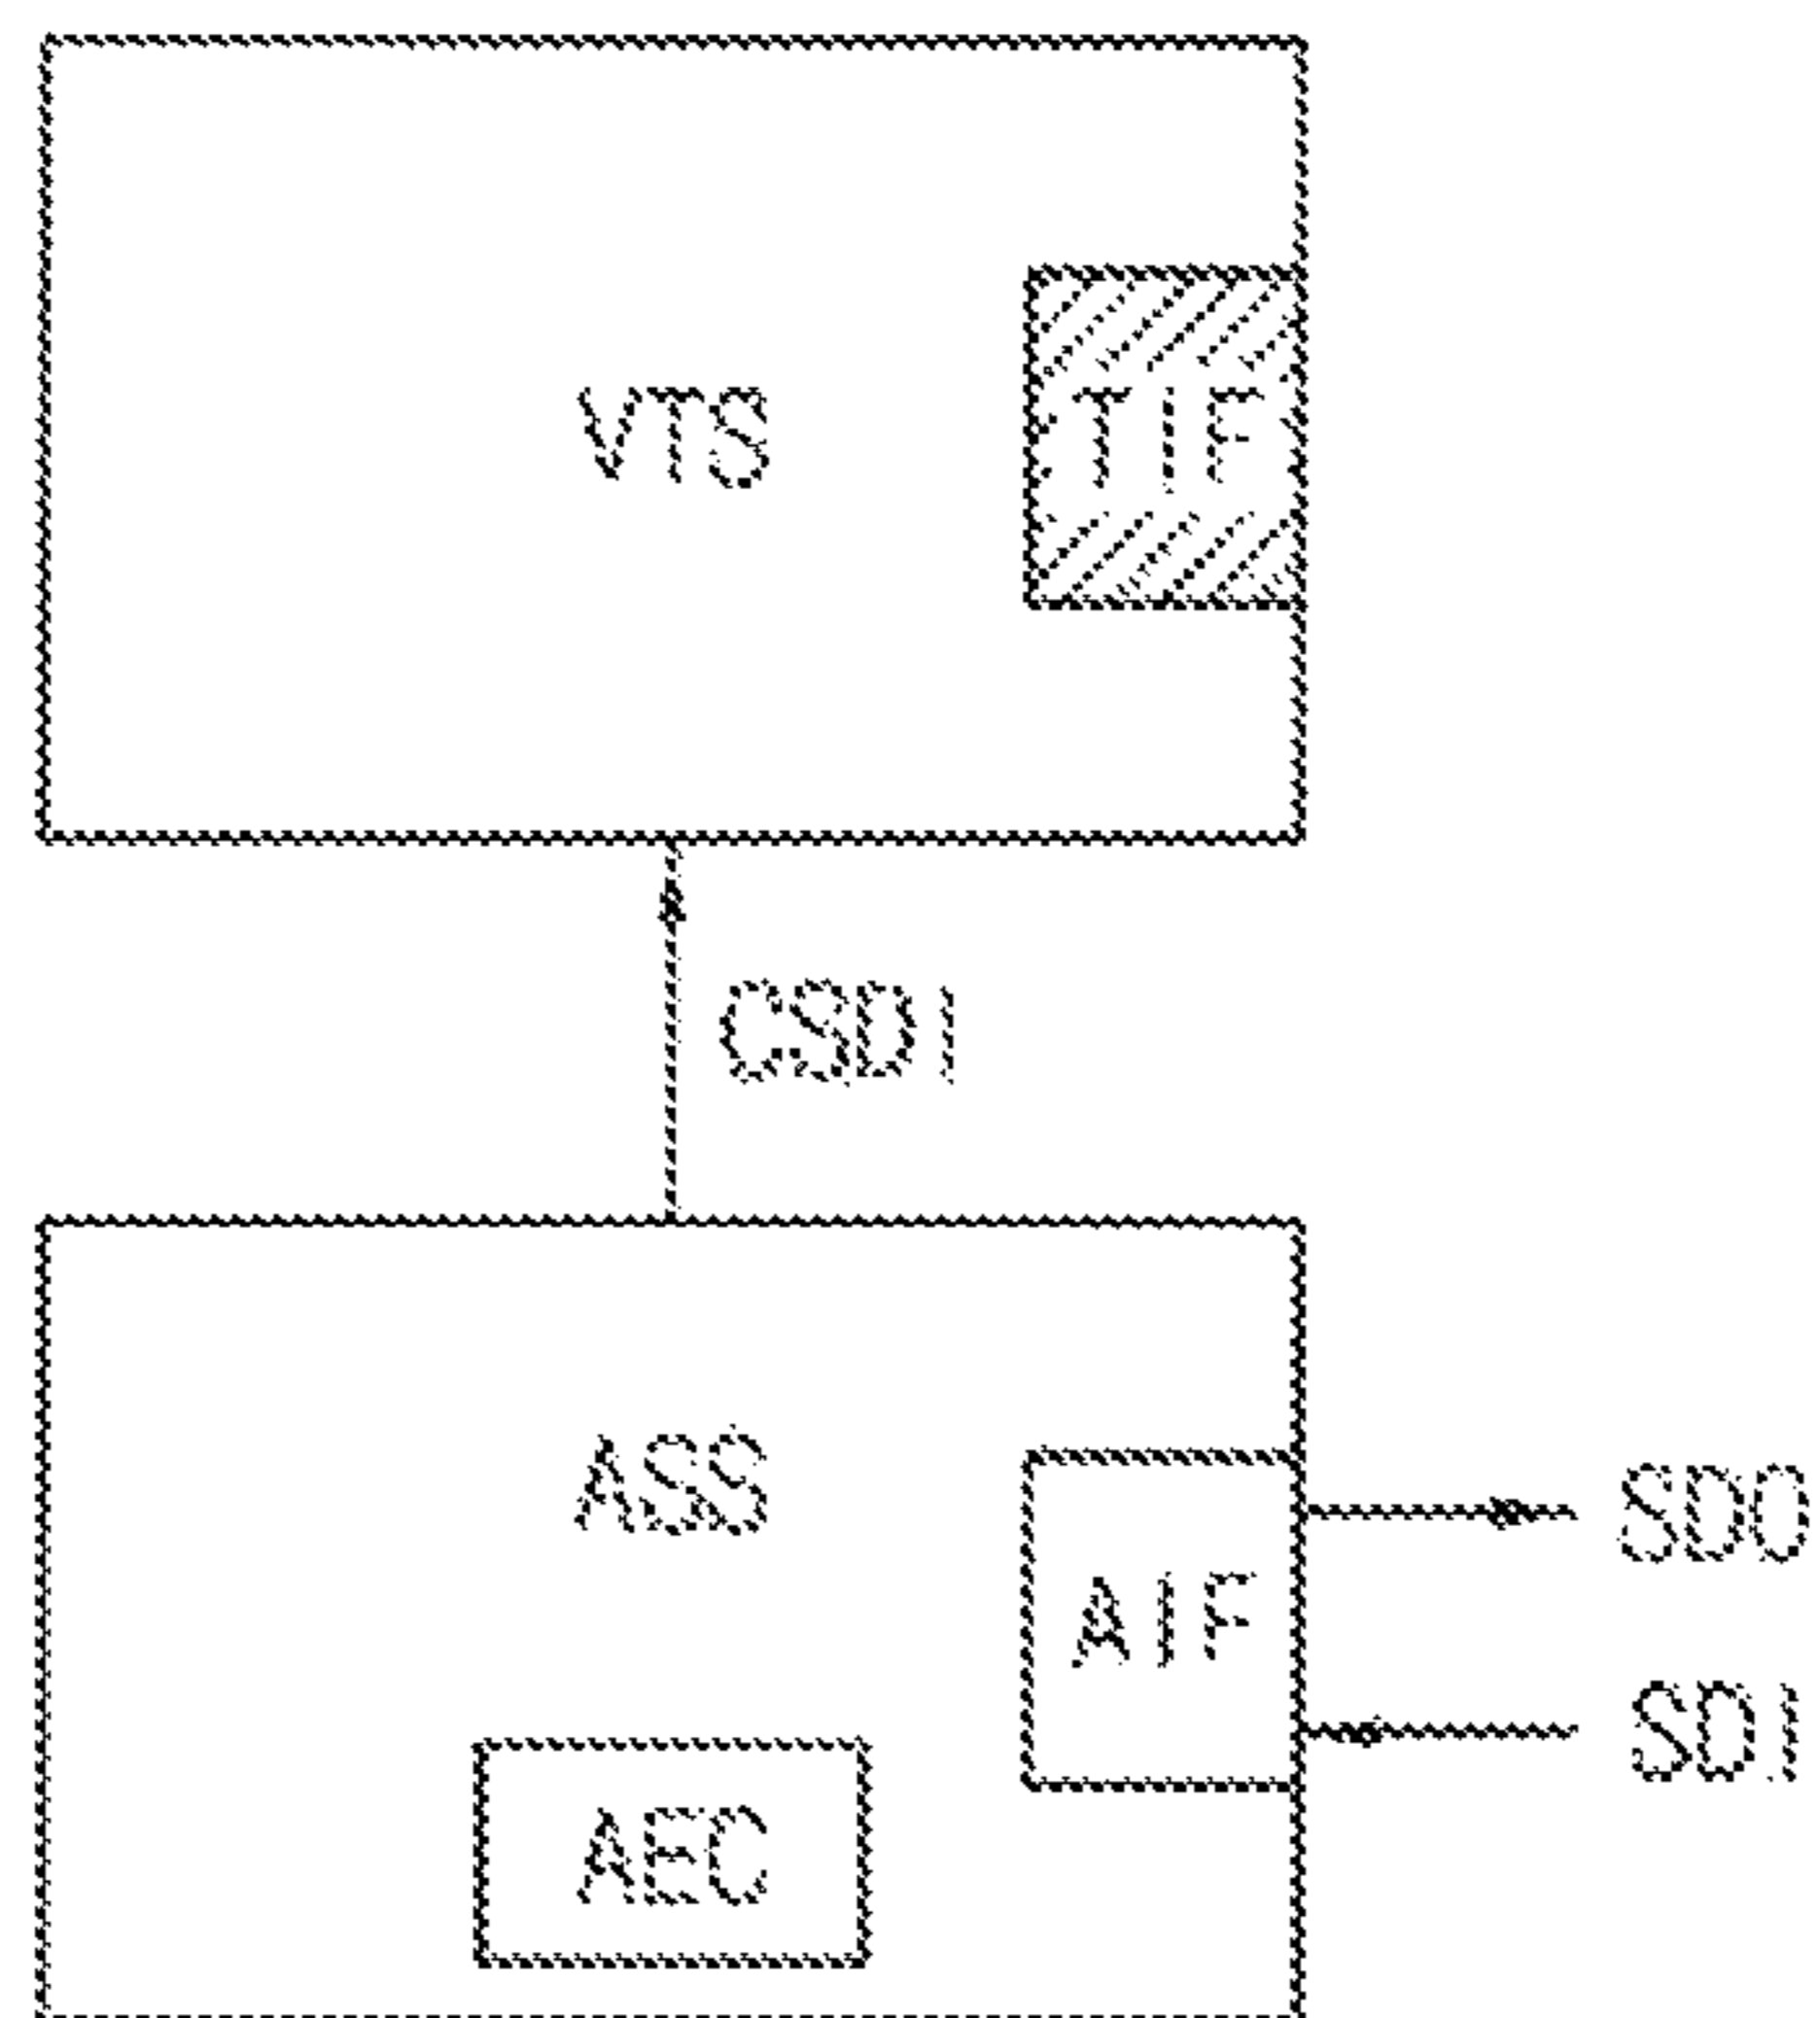 VTS
TIF
CSDI
ASS
AIF
SDO
SDI
AEC